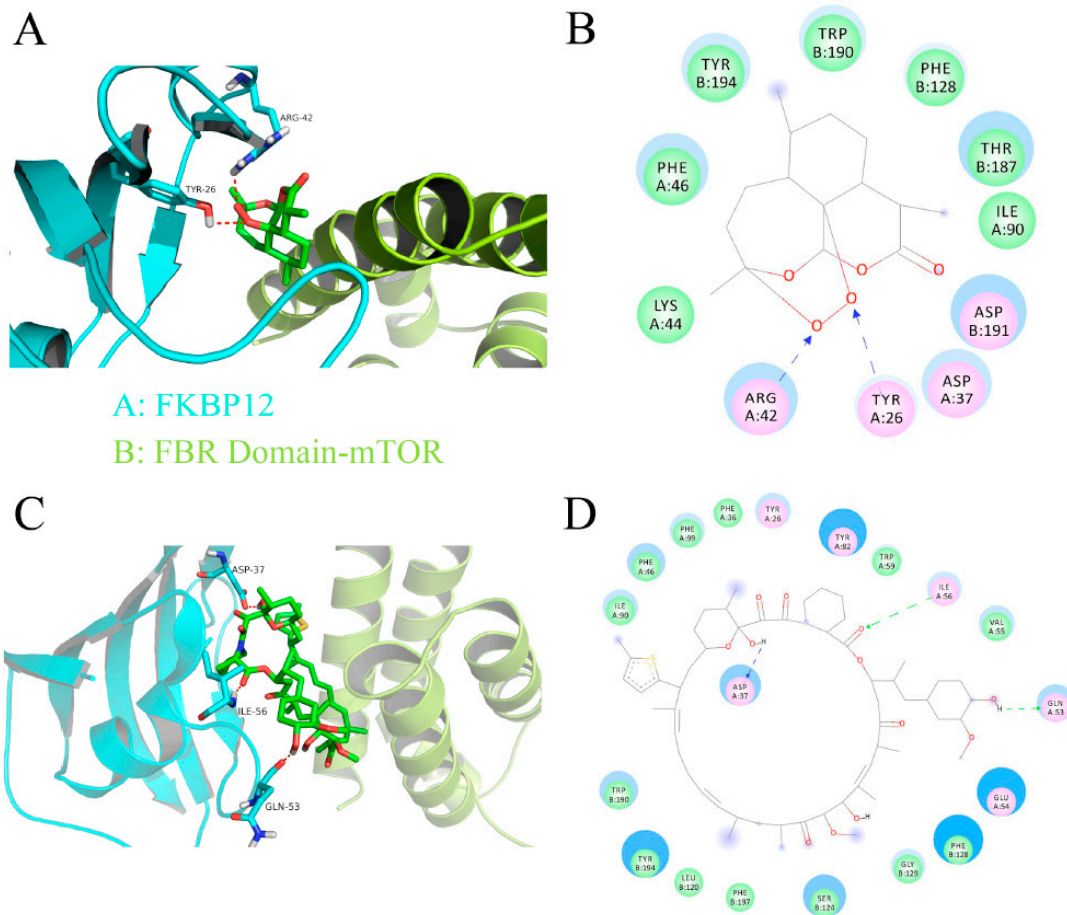 A
ARG-42
TYR-26
A: FKBP12
B: FBR Domain-mTOR
B
TRP
B:190
TYR
B:194
PHE
B:128
PHE
A:46
THR
B:187
ILE
A:90
LYS
A:44
ASP
B:191
ARG
A:42
TYR
A:26
ASP
A:37
O
O
O
O
O
C
ASP-37
ILE-56
GLN-53
D
PHE
A:36
TYR
A:26
PHE
A:99
TYR
A:82
TRP
A:59
PHE
A:46
ILE
A:56
ILE
A:90
VAL
A:55
ASP
A:37
GLN
A:53
TRP
B:190
GLU
A:54
TYR
B:194
PHE
B:128
LEU
B:120
GLY
B:129
PHE
B:197
SER
B:124